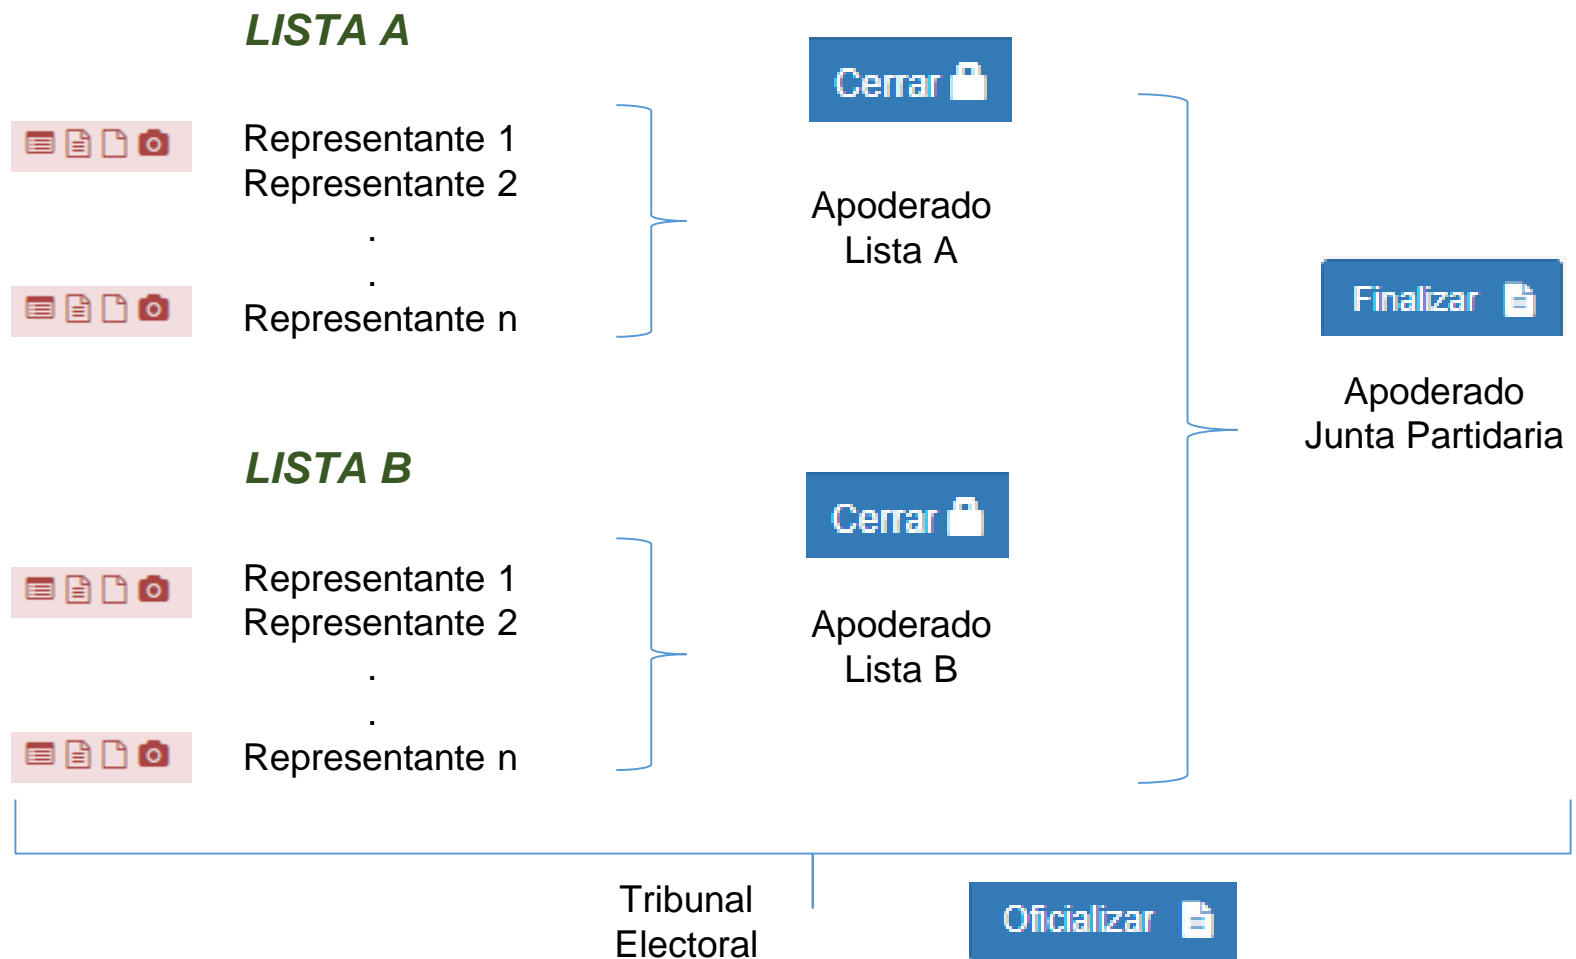 LISTA A
Representante 1
Representante 2
.
.
Representante n
Cerrar
Apoderado
Lista A
LISTA B
Representante 1
Representante 2
.
.
Representante n
Cerrar
Apoderado
Lista B
Finalizar
Apoderado
Junta Partidaria
Tribunal
Electoral
Oficializar